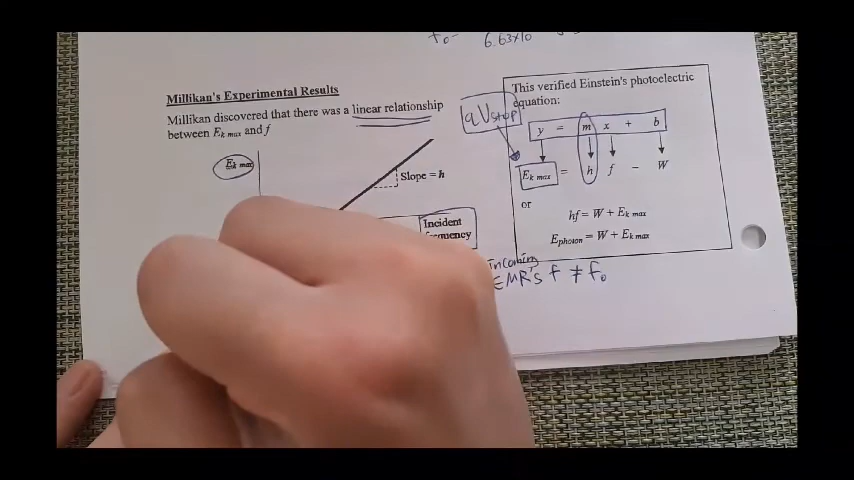 6.63x10
Millikan's Experimental Results
Millikan discovered that there was a linear relationship
between Ek max and f
Ek max
Slope = h
Incident
frequency
qVstop
This verified Einstein's photoelectric
equation:
y = m x + b
Ek max = h f - W
or
hf = W + Ek max
Ephoton = W + Ek max
incoming
EMR's f ≠ f₀